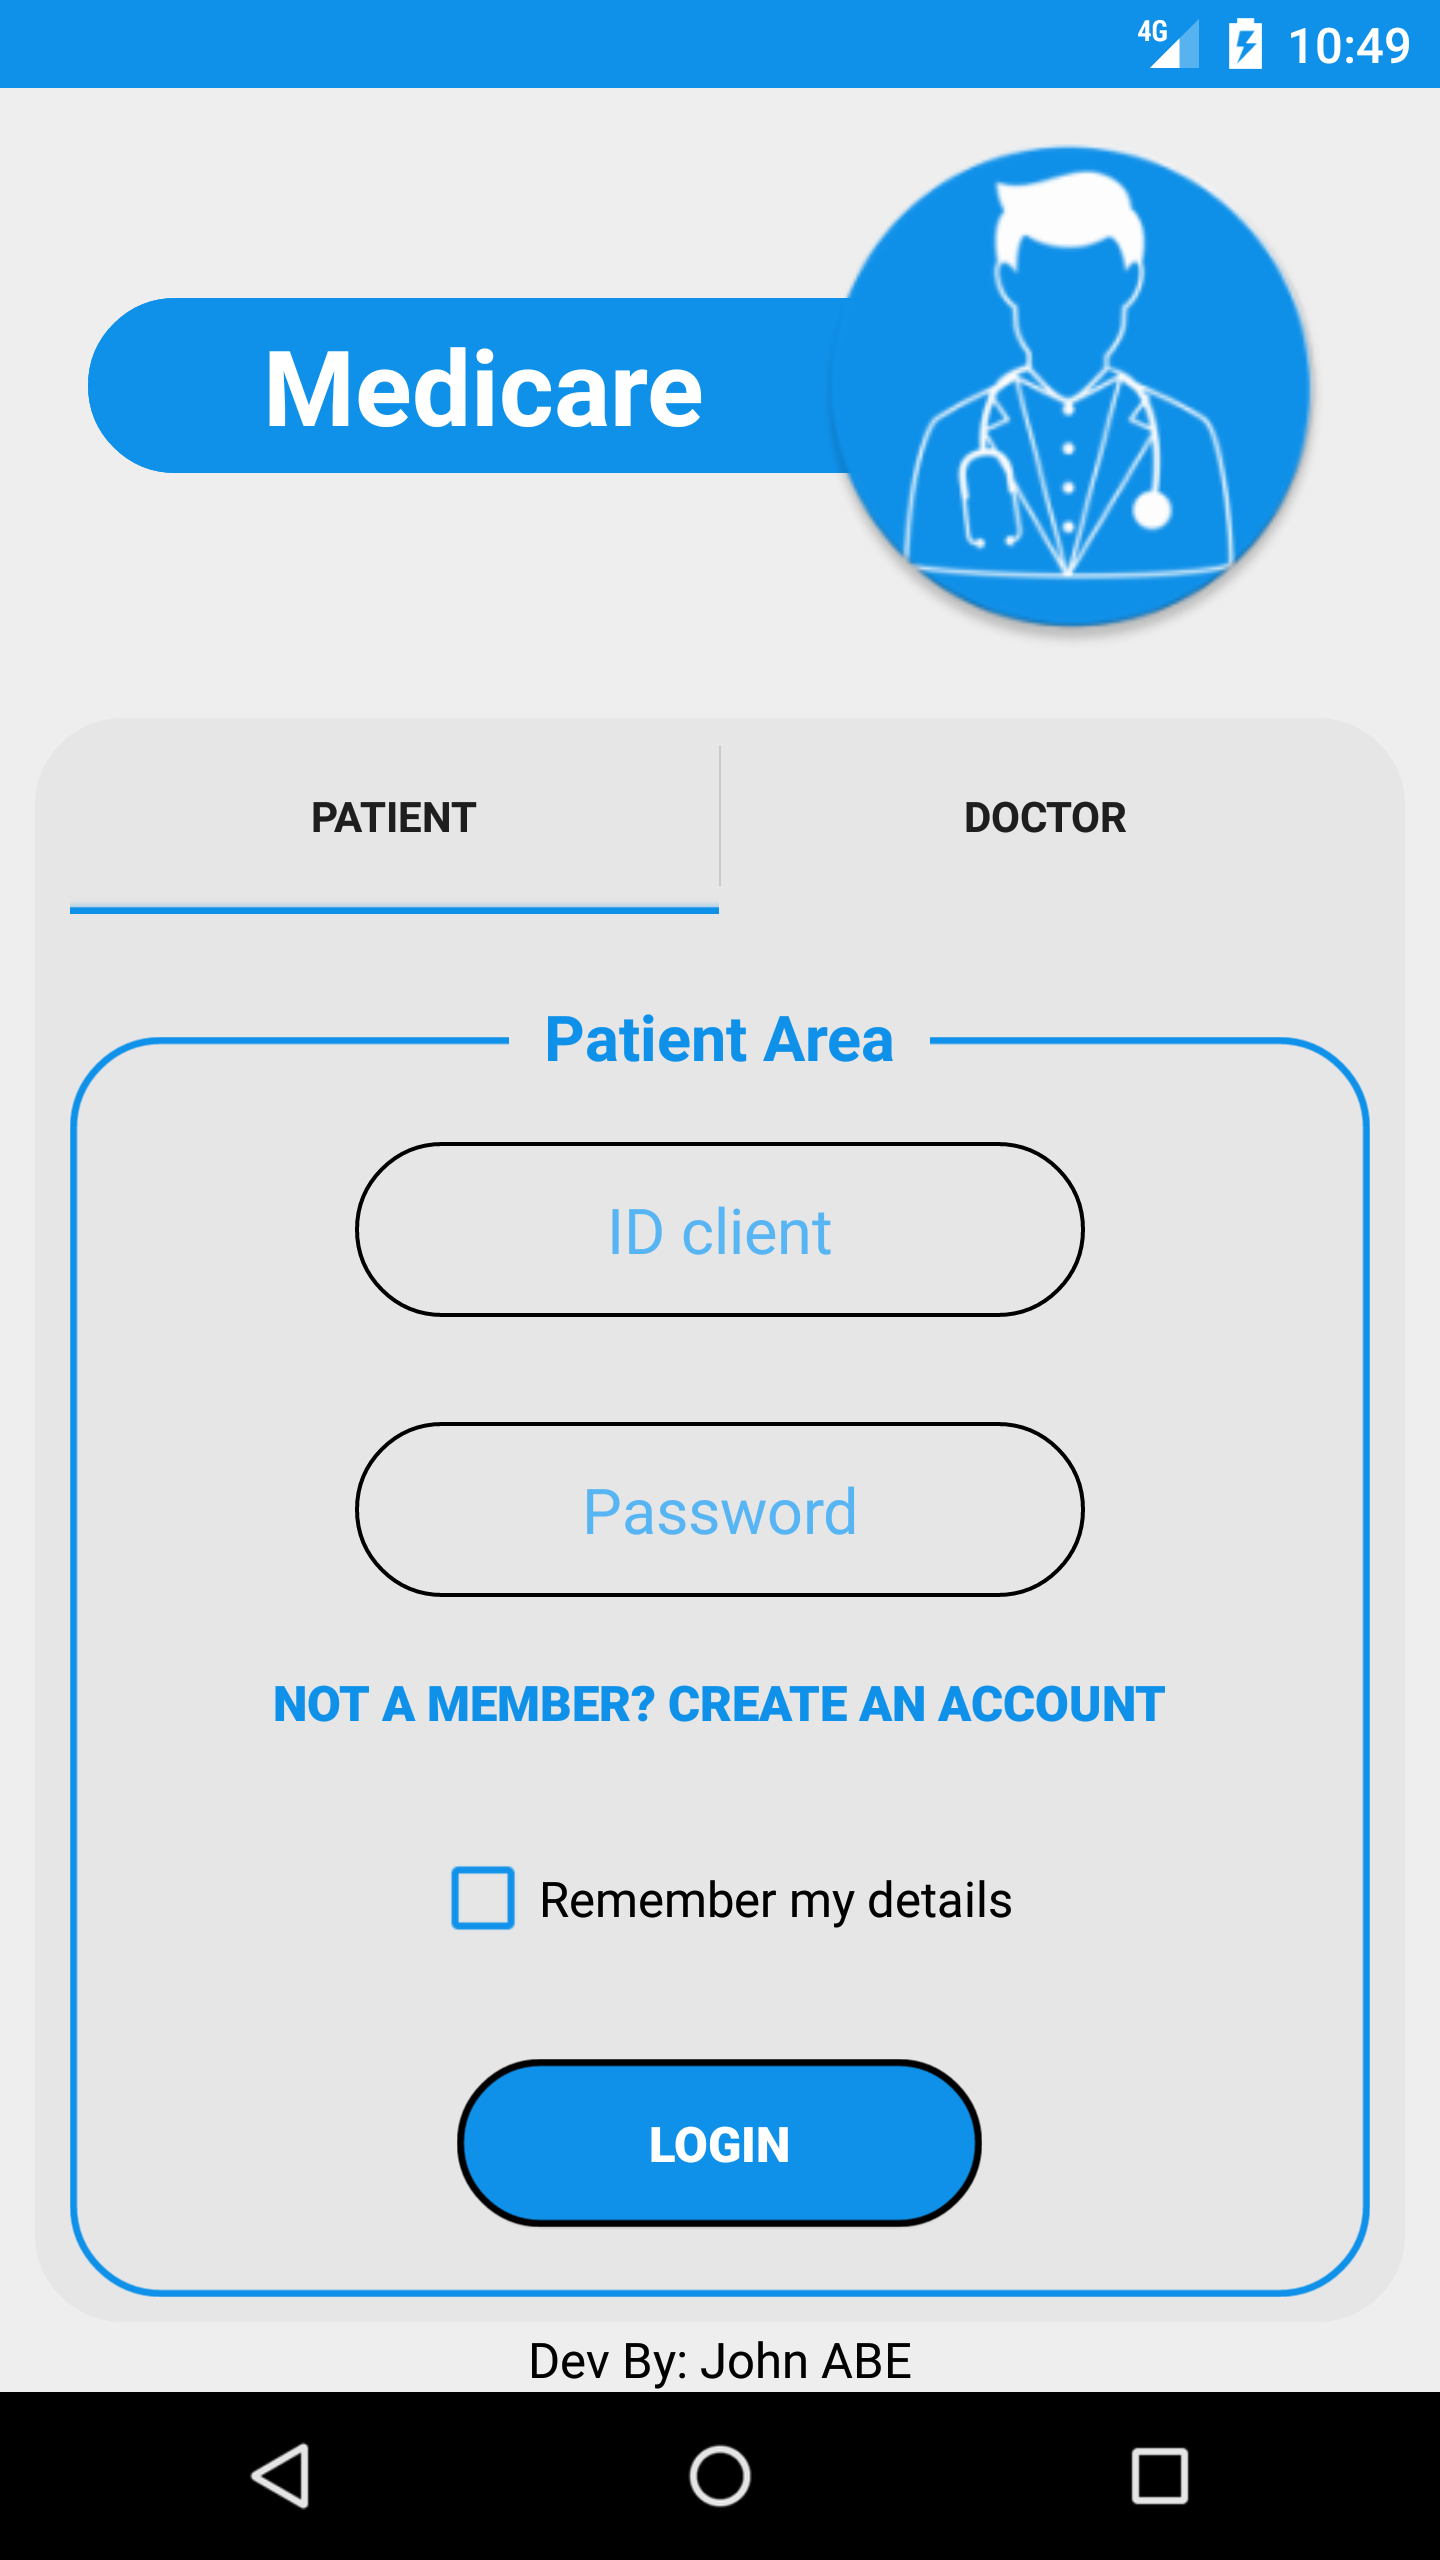 4G 10:49
Medicare
PATIENT DOCTOR
Patient Area
ID client
Password
NOT A MEMBER? CREATE AN ACCOUNT
Remember my details
LOGIN
Dev By: John ABE